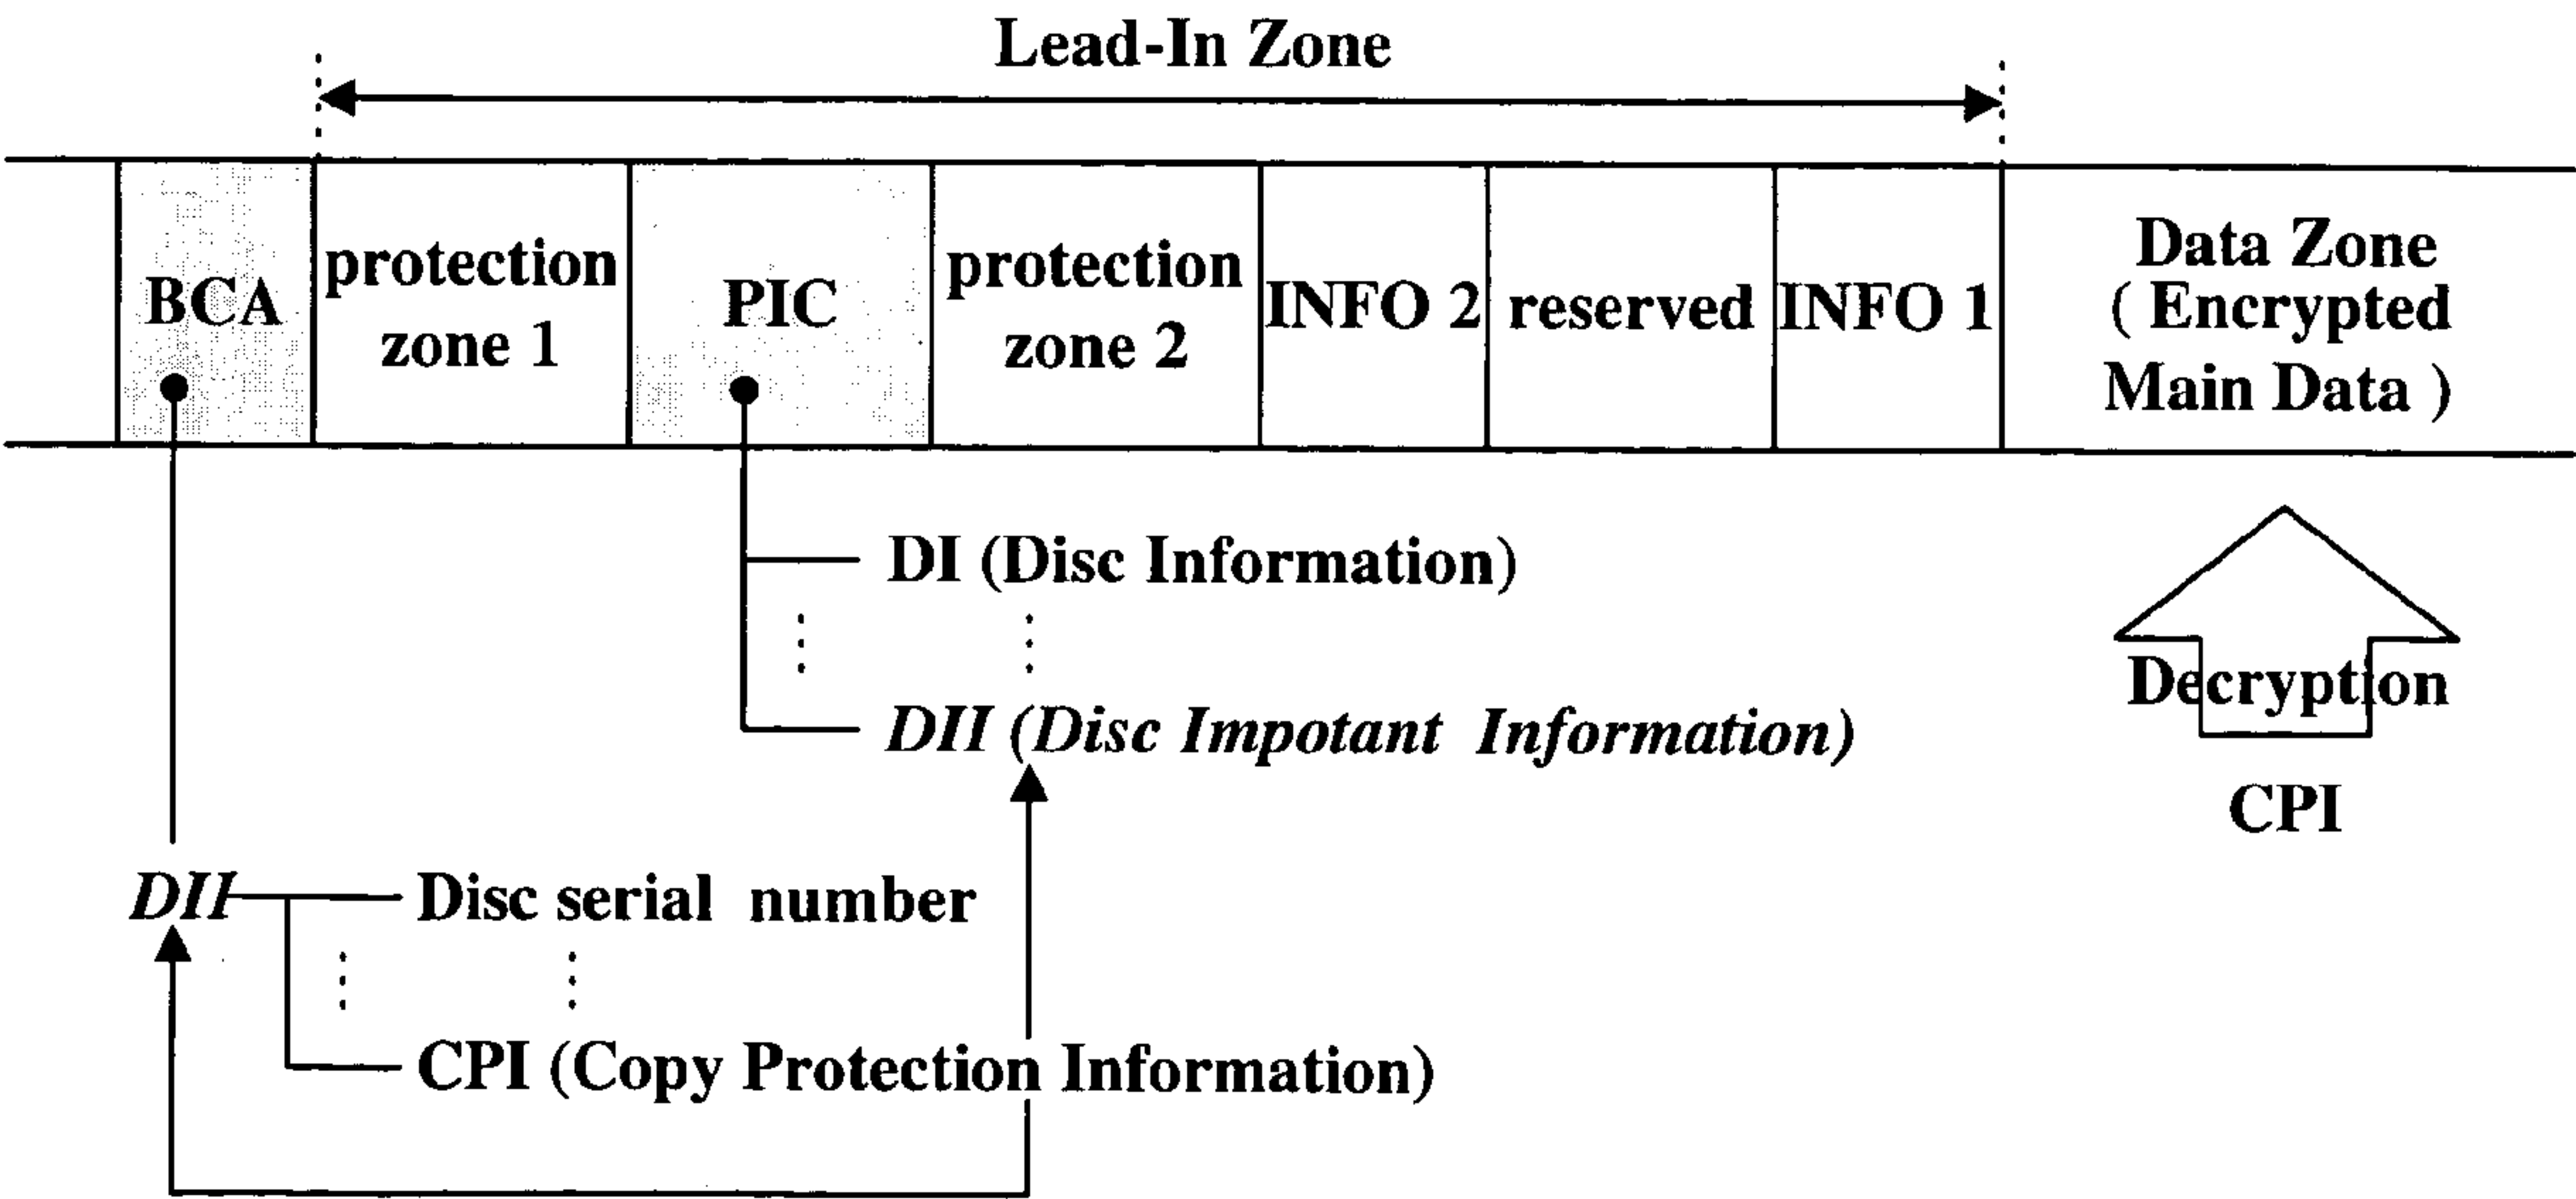 Lead-In Zone
BCA
protection
zone 1
PIC
protection
zone 2
INFO 2
reserved
INFO 1
Data Zone
( Encrypted
Main Data )
DI (Disc Information)
DII (Disc Impotant Information)
Decryption
CPI
DII
Disc serial number
CPI (Copy Protection Information)